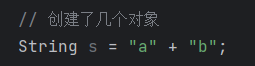 // 创建了几个对象
String s = "a" + "b";